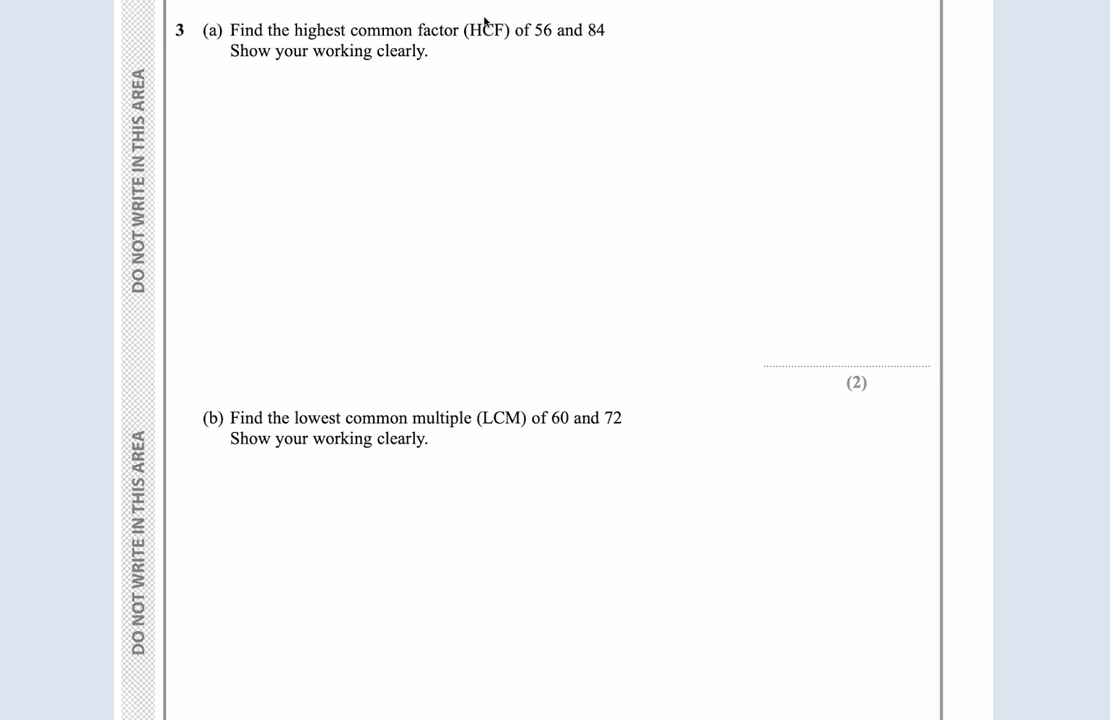 3 (a) Find the highest common factor (HCF) of 56 and 84
Show your working clearly.
(2)
(b) Find the lowest common multiple (LCM) of 60 and 72
Show your working clearly.
DO NOT WRITE IN THIS AREA
DO NOT WRITE IN THIS AREA